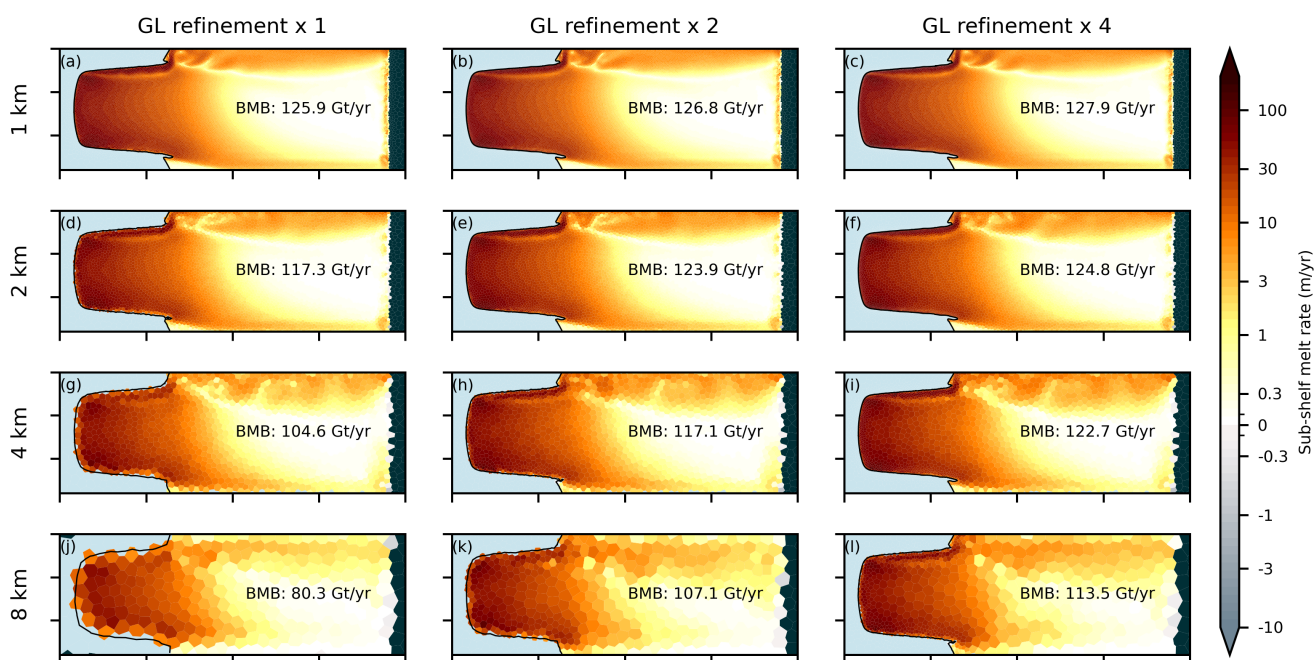 GL refinement x 1
GL refinement x 2
GL refinement x 4
1 km
(a)
BMB: 125.9 Gt/yr
(b)
BMB: 126.8 Gt/yr
(c)
BMB: 127.9 Gt/yr
2 km
(d)
BMB: 117.3 Gt/yr
(e)
BMB: 123.9 Gt/yr
(f)
BMB: 124.8 Gt/yr
4 km
(g)
BMB: 104.6 Gt/yr
(h)
BMB: 117.1 Gt/yr
(i)
BMB: 122.7 Gt/yr
8 km
(j)
BMB: 80.3 Gt/yr
(k)
BMB: 107.1 Gt/yr
(l)
BMB: 113.5 Gt/yr
100
30
10
3
1
0.3
0
-0.3
-1
-3
-10
Sub-shelf melt rate (m/yr)